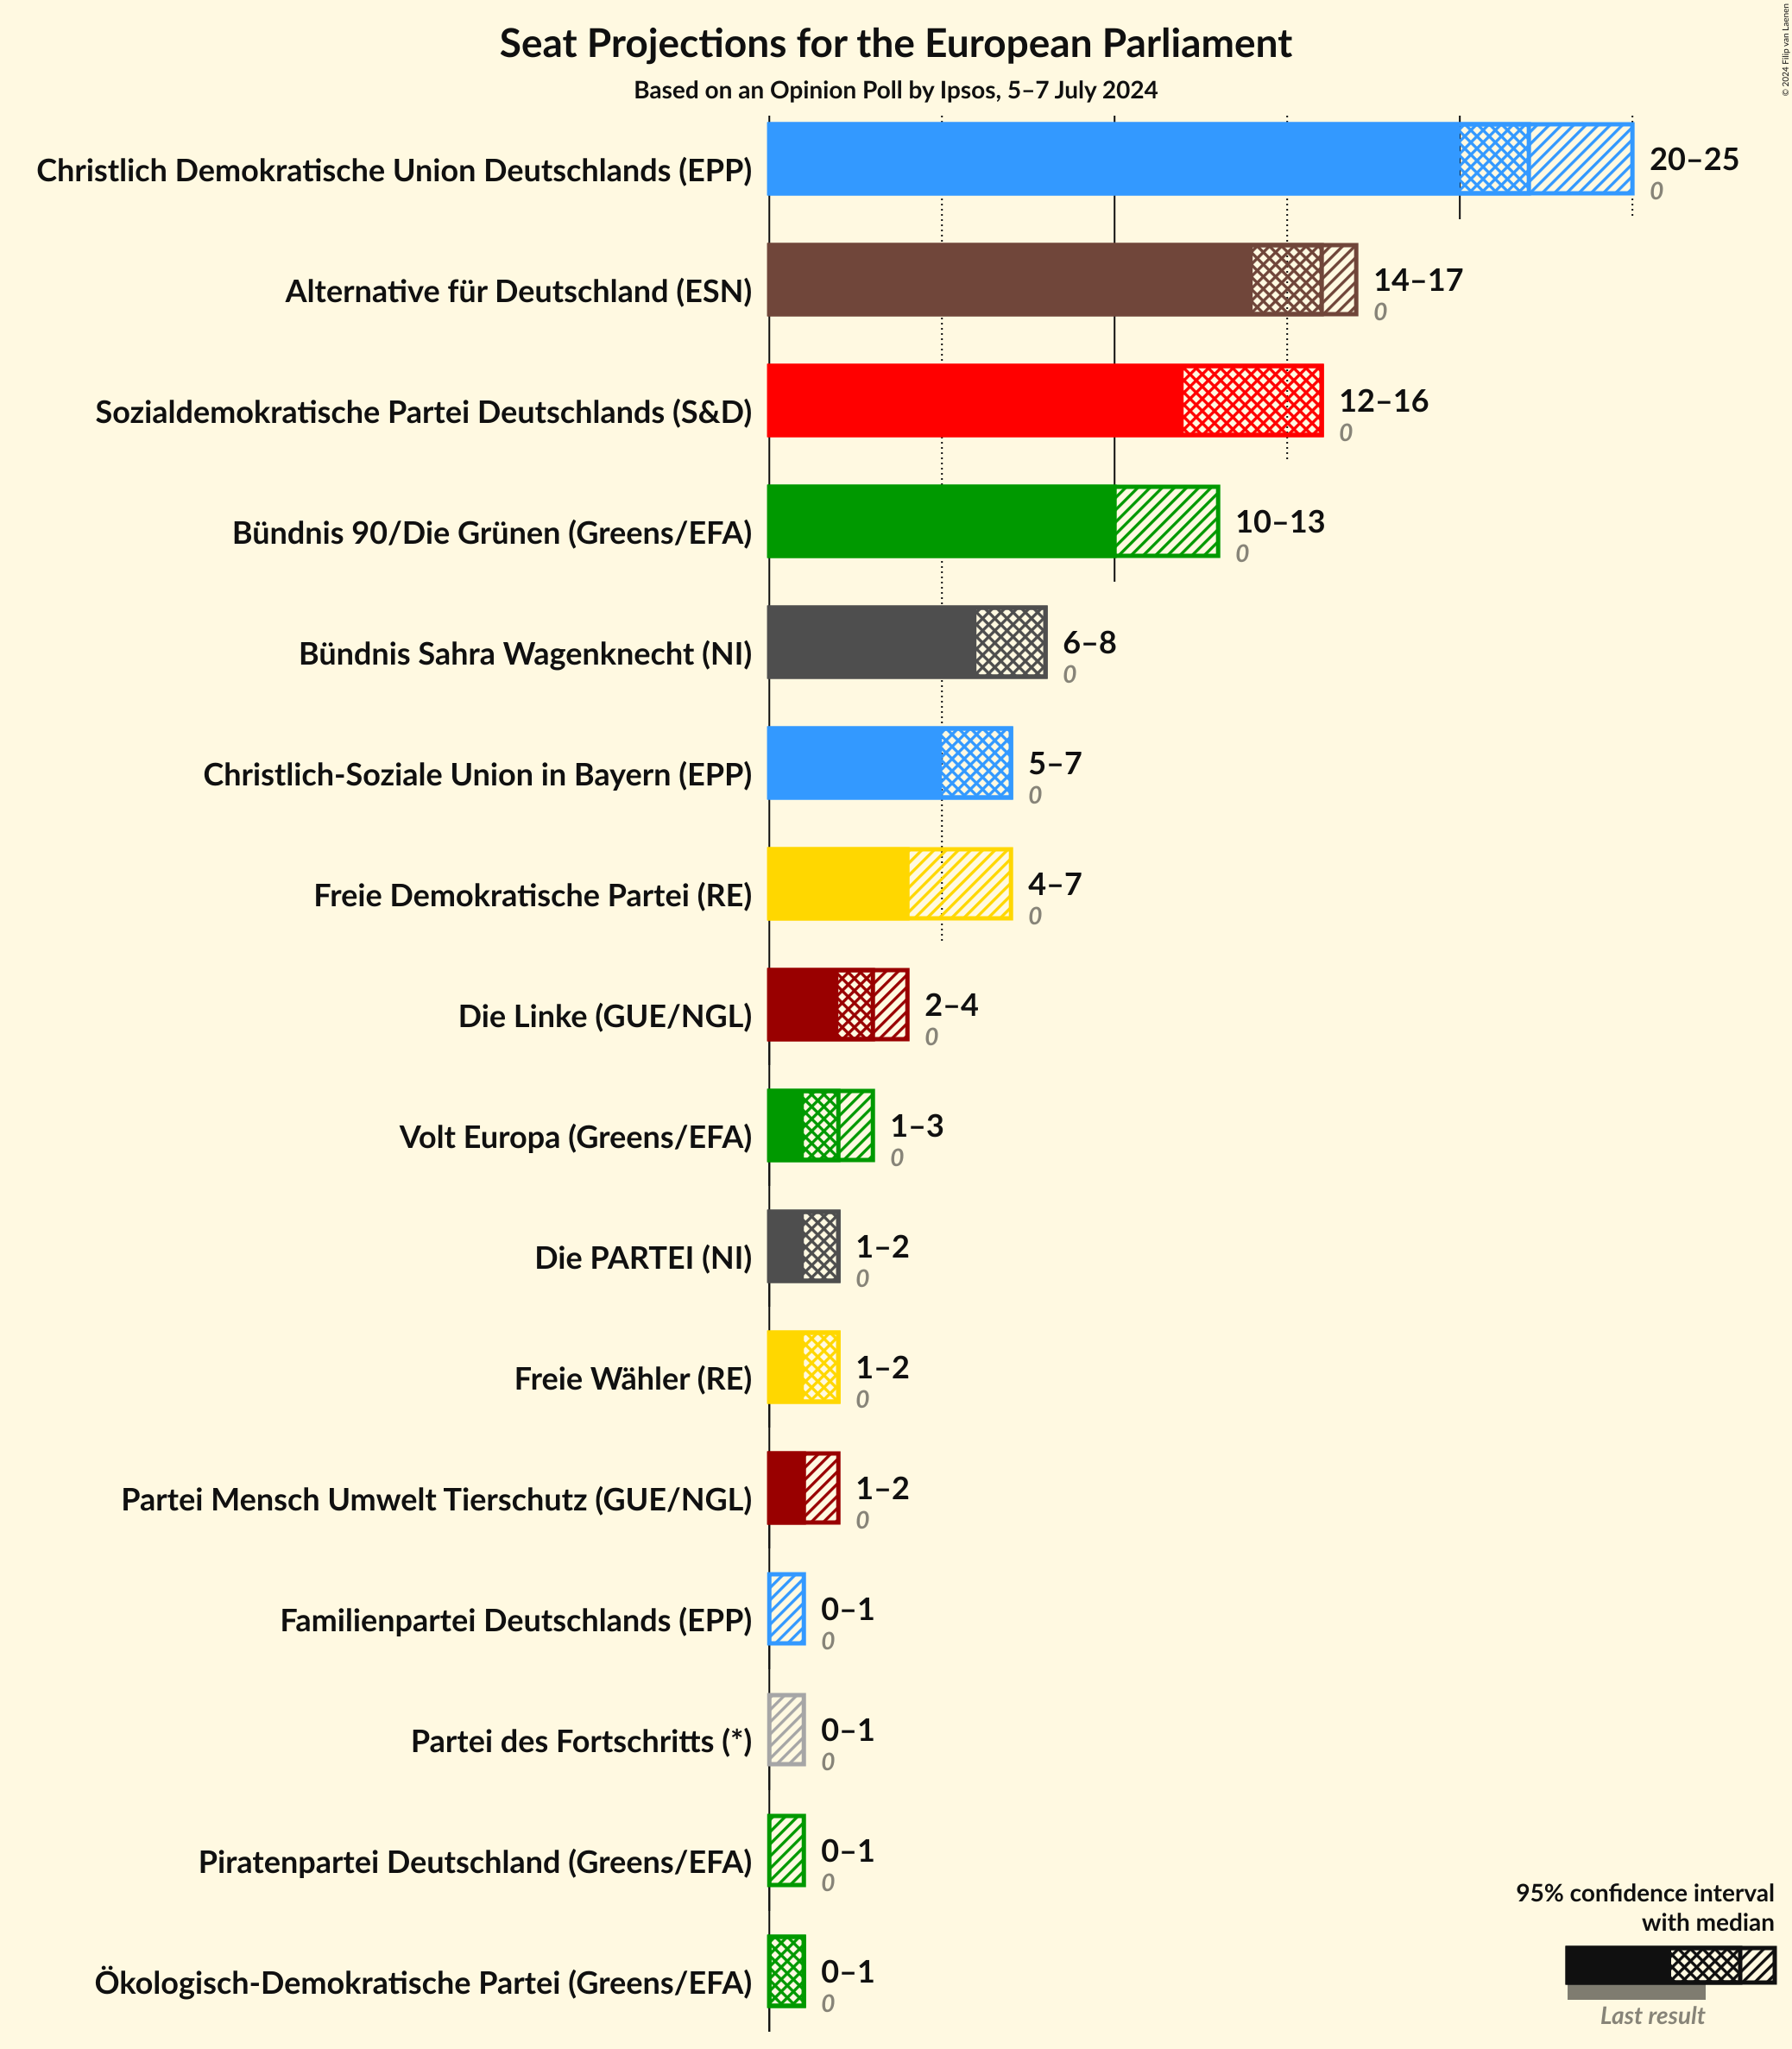 Seat Projections for the European Parliament
Based on an Opinion Poll by Ipsos, 5–7 July 2024
© 2024 Filip van Laenen
Christlich Demokratische Union Deutschlands (EPP)
20–25
0
Alternative für Deutschland (ESN)
14–17
0
Sozialdemokratische Partei Deutschlands (S&D)
12–16
0
Bündnis 90/Die Grünen (Greens/EFA)
10–13
0
Bündnis Sahra Wagenknecht (NI)
6–8
0
Christlich-Soziale Union in Bayern (EPP)
5–7
0
Freie Demokratische Partei (RE)
4–7
0
Die Linke (GUE/NGL)
2–4
0
Volt Europa (Greens/EFA)
1–3
0
Die PARTEI (NI)
1–2
0
Freie Wähler (RE)
1–2
0
Partei Mensch Umwelt Tierschutz (GUE/NGL)
1–2
0
Familienpartei Deutschlands (EPP)
0–1
0
Partei des Fortschritts (*)
0–1
0
Piratenpartei Deutschland (Greens/EFA)
0–1
0
Ökologisch-Demokratische Partei (Greens/EFA)
0–1
0
95% confidence interval
with median
Last result